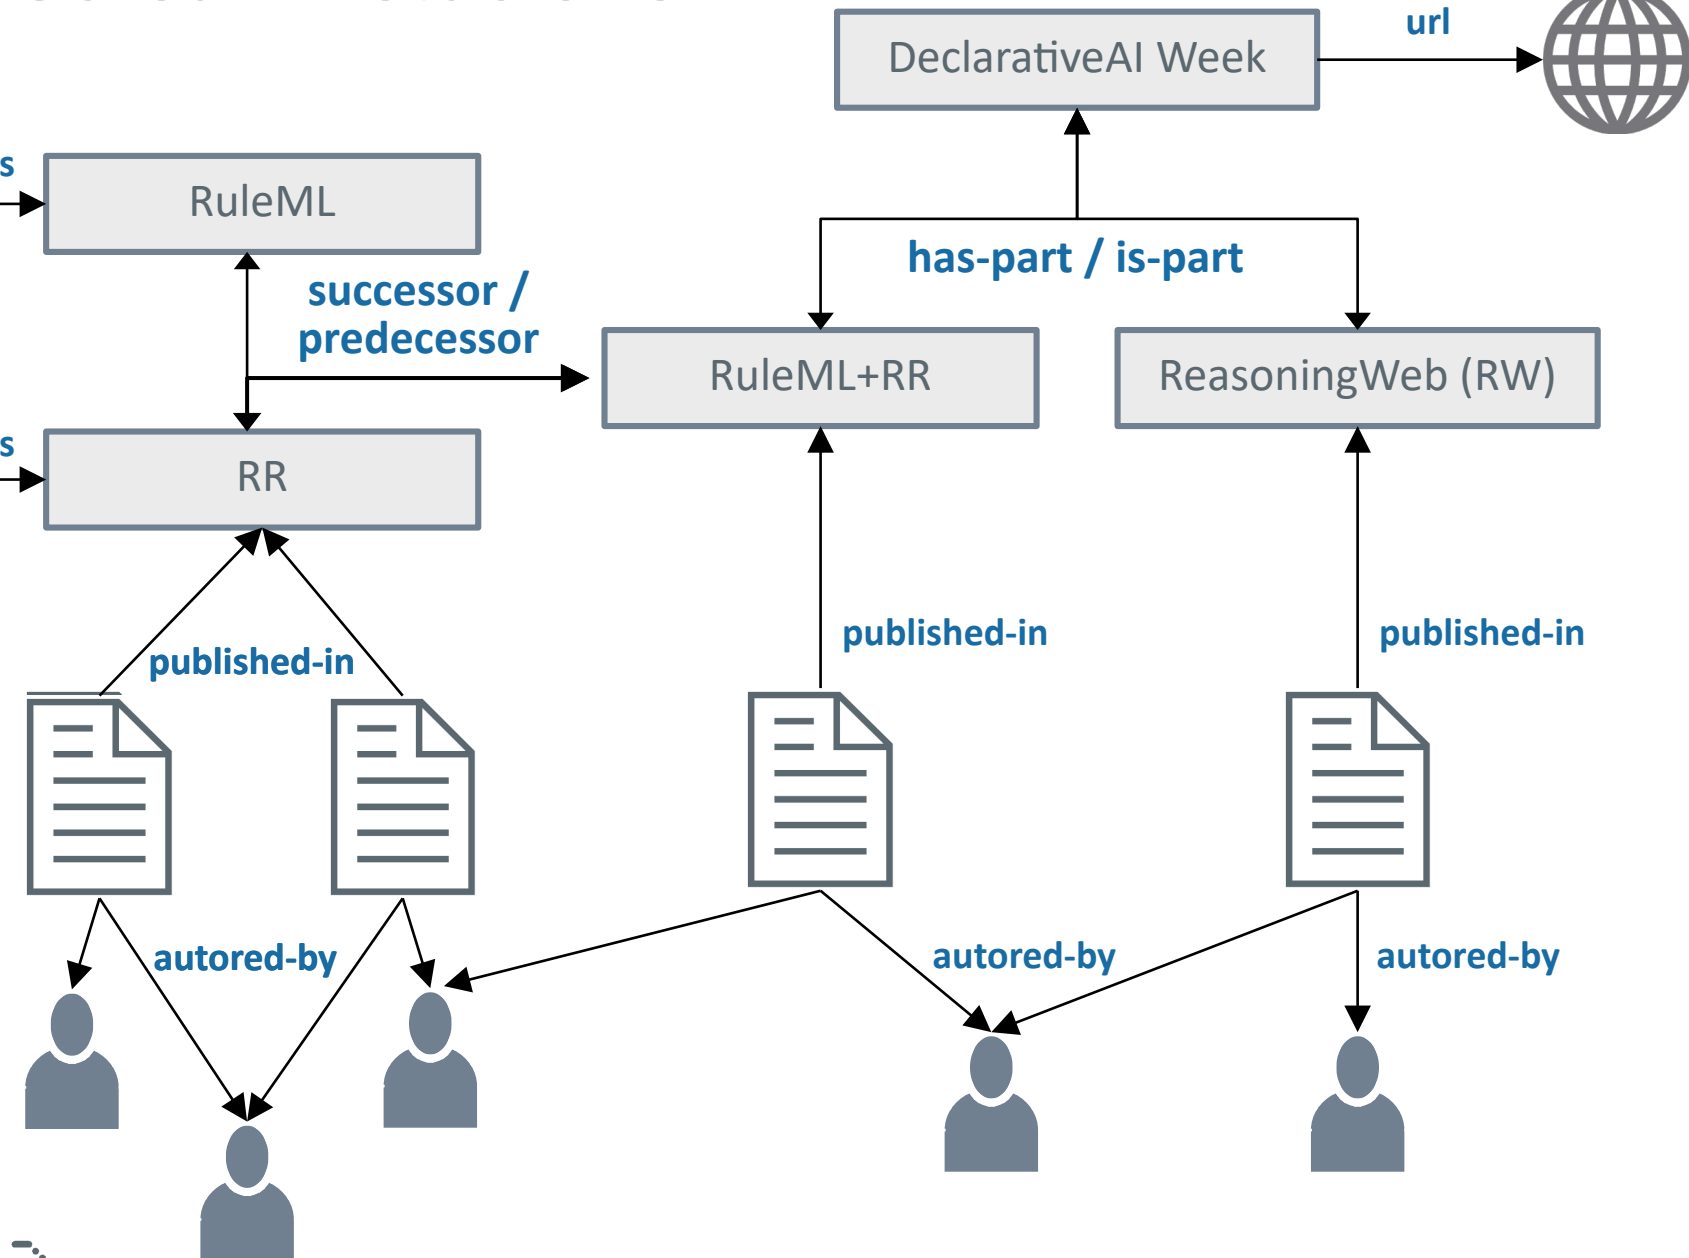 url
DeclarativeAI Week
s
RuleML
has-part / is-part
successor /
predecessor
RuleML+RR
ReasoningWeb (RW)
s
RR
published-in
published-in
published-in
autored-by
autored-by
autored-by